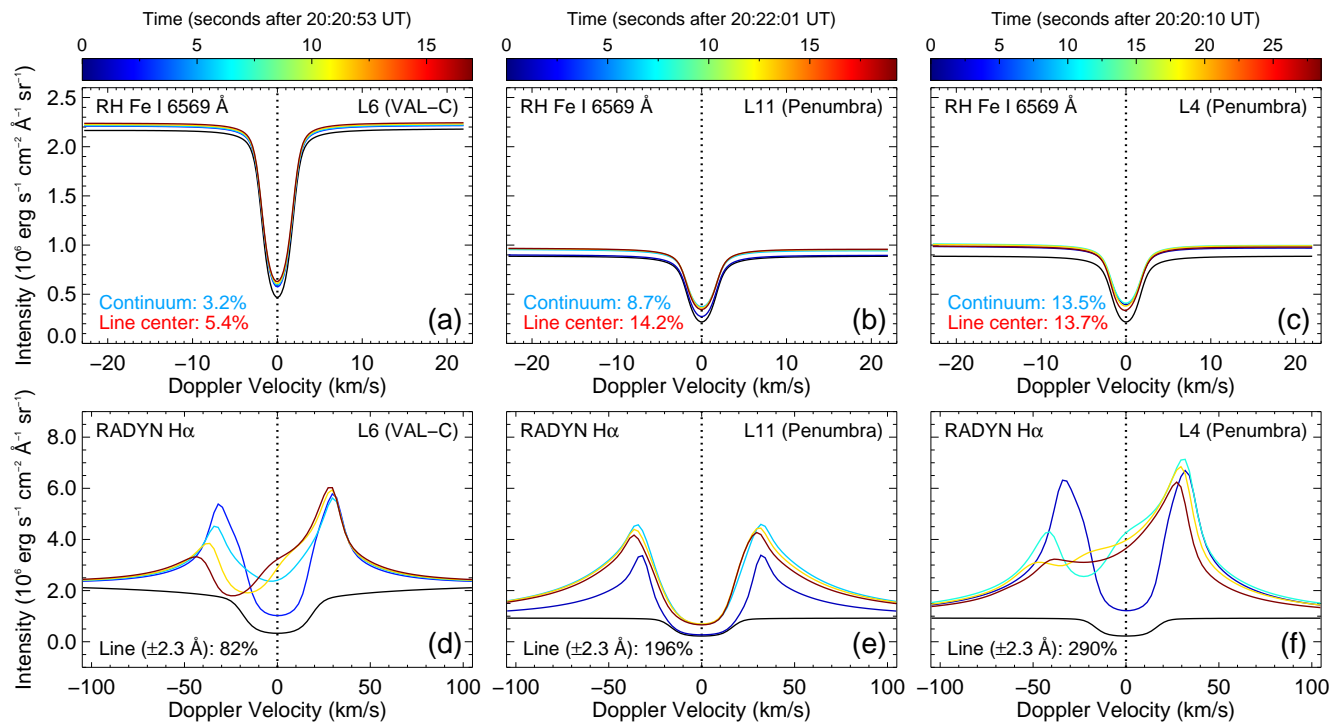 Time (seconds after 20:20:53 UT) Time (seconds after 20:22:01 UT) Time (seconds after 20:20:10 UT)
0 5 10 15 0 5 10 15 0 5 10 15 20 25
RH Fe I 6569 Å L6 (VAL−C) RH Fe I 6569 Å L11 (Penumbra) RH Fe I 6569 Å L4 (Penumbra)
Intensity (10⁶ erg s⁻¹ cm⁻² Å⁻¹ sr⁻¹)
2.5
2.0
1.5
1.0
0.5
0.0
Continuum: 3.2% Continuum: 8.7% Continuum: 13.5%
Line center: 5.4% (a) Line center: 14.2% (b) Line center: 13.7% (c)
−20 −10 0 10 20 −20 −10 0 10 20 −20 −10 0 10 20
Doppler Velocity (km/s) Doppler Velocity (km/s) Doppler Velocity (km/s)
RADYN Hα L6 (VAL−C) RADYN Hα L11 (Penumbra) RADYN Hα L4 (Penumbra)
Intensity (10⁶ erg s⁻¹ cm⁻² Å⁻¹ sr⁻¹)
8.0
6.0
4.0
2.0
0.0
Line (±2.3 Å): 82% (d) Line (±2.3 Å): 196% (e) Line (±2.3 Å): 290% (f)
−100 −50 0 50 100 −100 −50 0 50 100 −100 −50 0 50 100
Doppler Velocity (km/s) Doppler Velocity (km/s) Doppler Velocity (km/s)